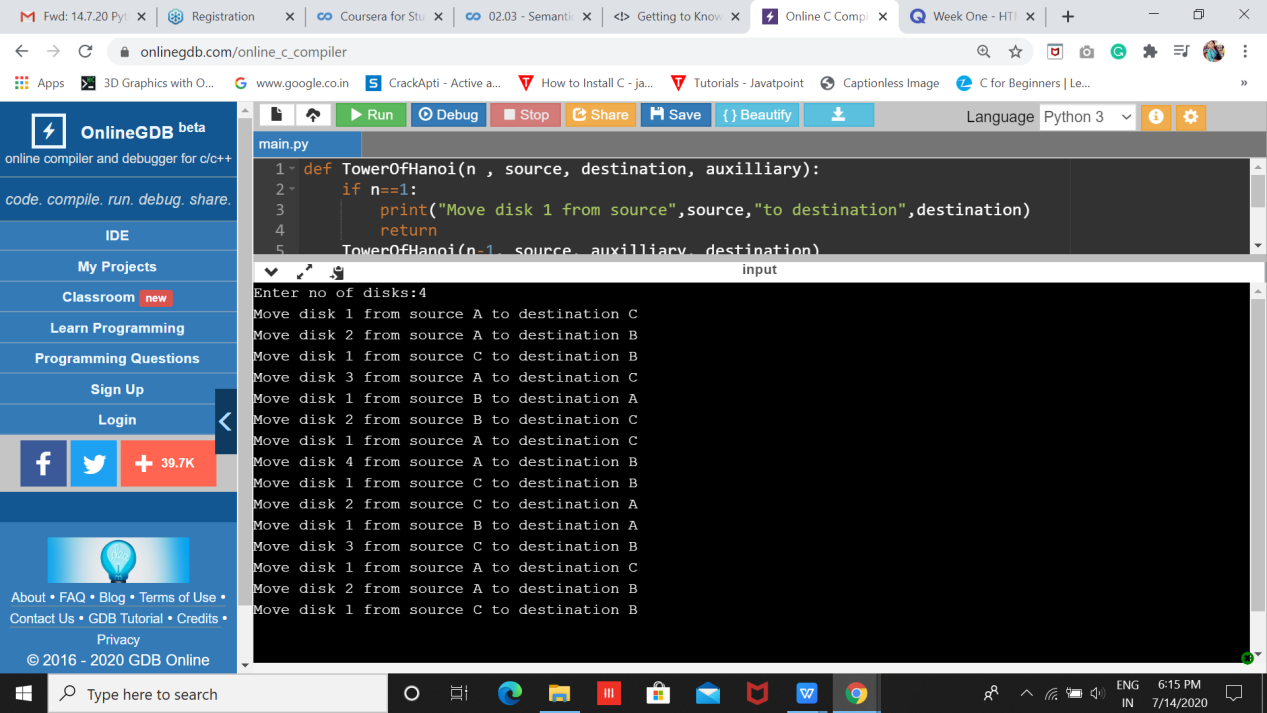 Fwd: 14.7.20 Pyt
Registration
Coursera for Stu
02.03 - Semantic
Getting to Know
Online C Compi
Week One - HT
onlinegdb.com/online_c_compiler
Apps
3D Graphics with O...
www.google.co.in
CrackApti - Active a...
How to Install C - ja...
Tutorials - Javatpoint
Captionless Image
C for Beginners | Le...
»
OnlineGDB beta
online compiler and debugger for c/c++
code. compile. run. debug. share.
IDE
My Projects
Classroom new
Learn Programming
Programming Questions
Sign Up
Login
39.7K
About • FAQ • Blog • Terms of Use •
Contact Us • GDB Tutorial • Credits •
Privacy
© 2016 - 2020 GDB Online
Run Debug Stop Share Save { } Beautify
Language Python 3
main.py
1 def TowerOfHanoi(n , source, destination, auxilliary):
2 if n==1:
3 print("Move disk 1 from source",source,"to destination",destination)
4 return
5 TowerOfHanoi(n-1, source, auxilliary, destination)
input
Enter no of disks:4
Move disk 1 from source A to destination C
Move disk 2 from source A to destination B
Move disk 1 from source C to destination B
Move disk 3 from source A to destination C
Move disk 1 from source B to destination A
Move disk 2 from source B to destination C
Move disk 1 from source A to destination C
Move disk 4 from source A to destination B
Move disk 1 from source C to destination B
Move disk 2 from source C to destination A
Move disk 1 from source B to destination A
Move disk 3 from source C to destination B
Move disk 1 from source A to destination C
Move disk 2 from source A to destination B
Move disk 1 from source C to destination B
Type here to search
ENG
IN
6:15 PM
7/14/2020